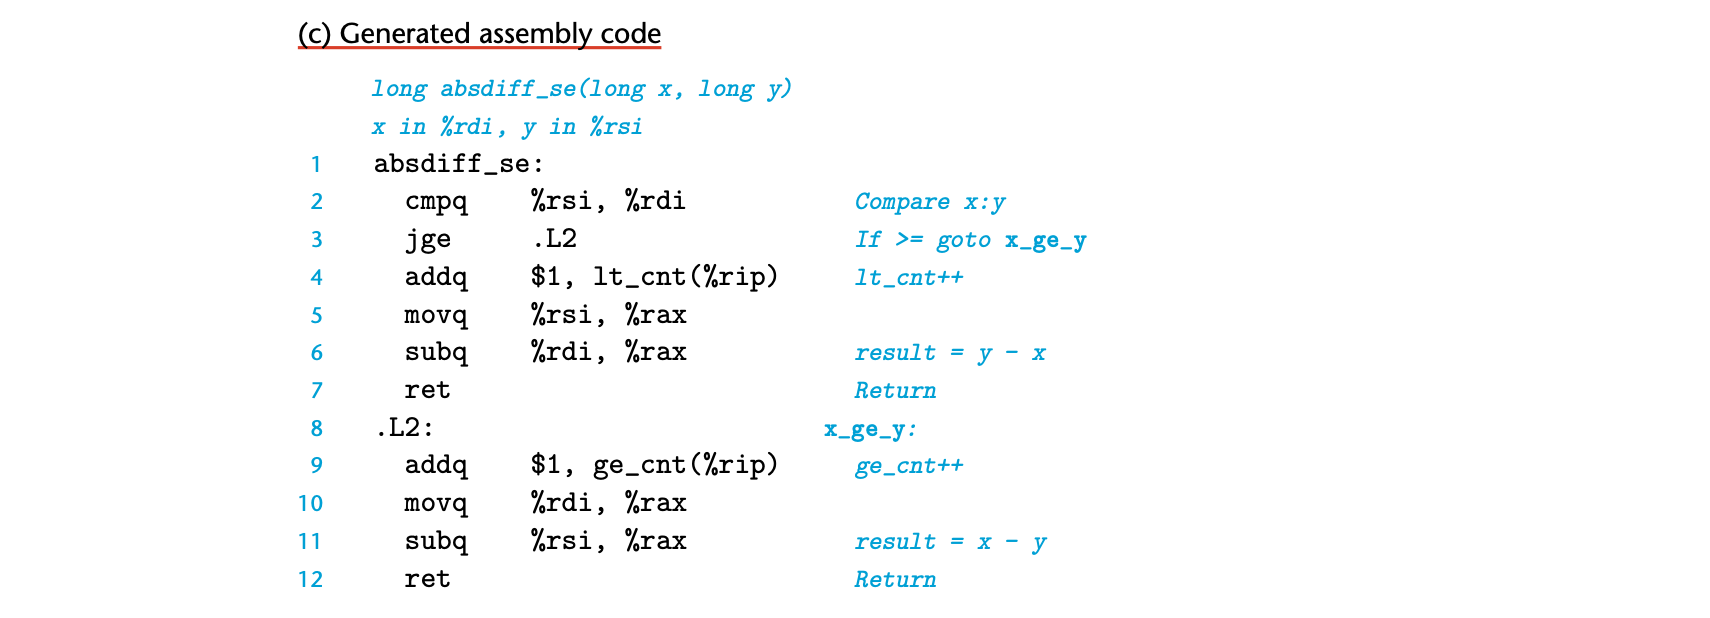 (c) Generated assembly code
long absdiff_se(long x, long y)
x in %rdi, y in %rsi
1 absdiff_se:
2 cmpq %rsi, %rdi Compare x:y
3 jge .L2 If >= goto x_ge_y
4 addq $1, lt_cnt(%rip) lt_cnt++
5 movq %rsi, %rax
6 subq %rdi, %rax result = y - x
7 ret Return
8 .L2: x_ge_y:
9 addq $1, ge_cnt(%rip) ge_cnt++
10 movq %rdi, %rax
11 subq %rsi, %rax result = x - y
12 ret Return